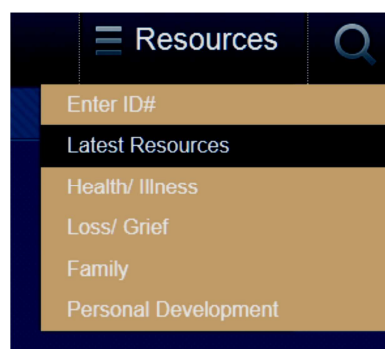 Resources
Enter ID#
Latest Resources
Health/ Illness
Loss/ Grief
Family
Personal Development